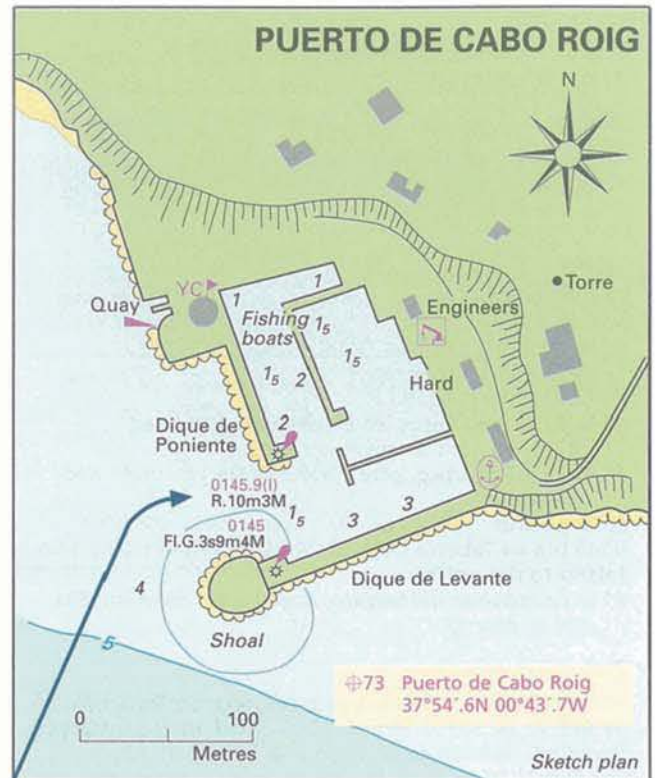 PUERTO DE CABO ROIG
N
Torre
YC
1
1
Quay
Fishing
boats
1₅
Engineers
1₅
2
1₅
Hard
Dique de
Poniente
2
0145.9(I)
R.10m3M
0145
Fl.G.3s9m4M
1₅
3
3
Dique de Levante
4
Shoal
5
73 Puerto de Cabo Roig
37°54´.6N 00°43´.7W
0 100
Metres
Sketch plan